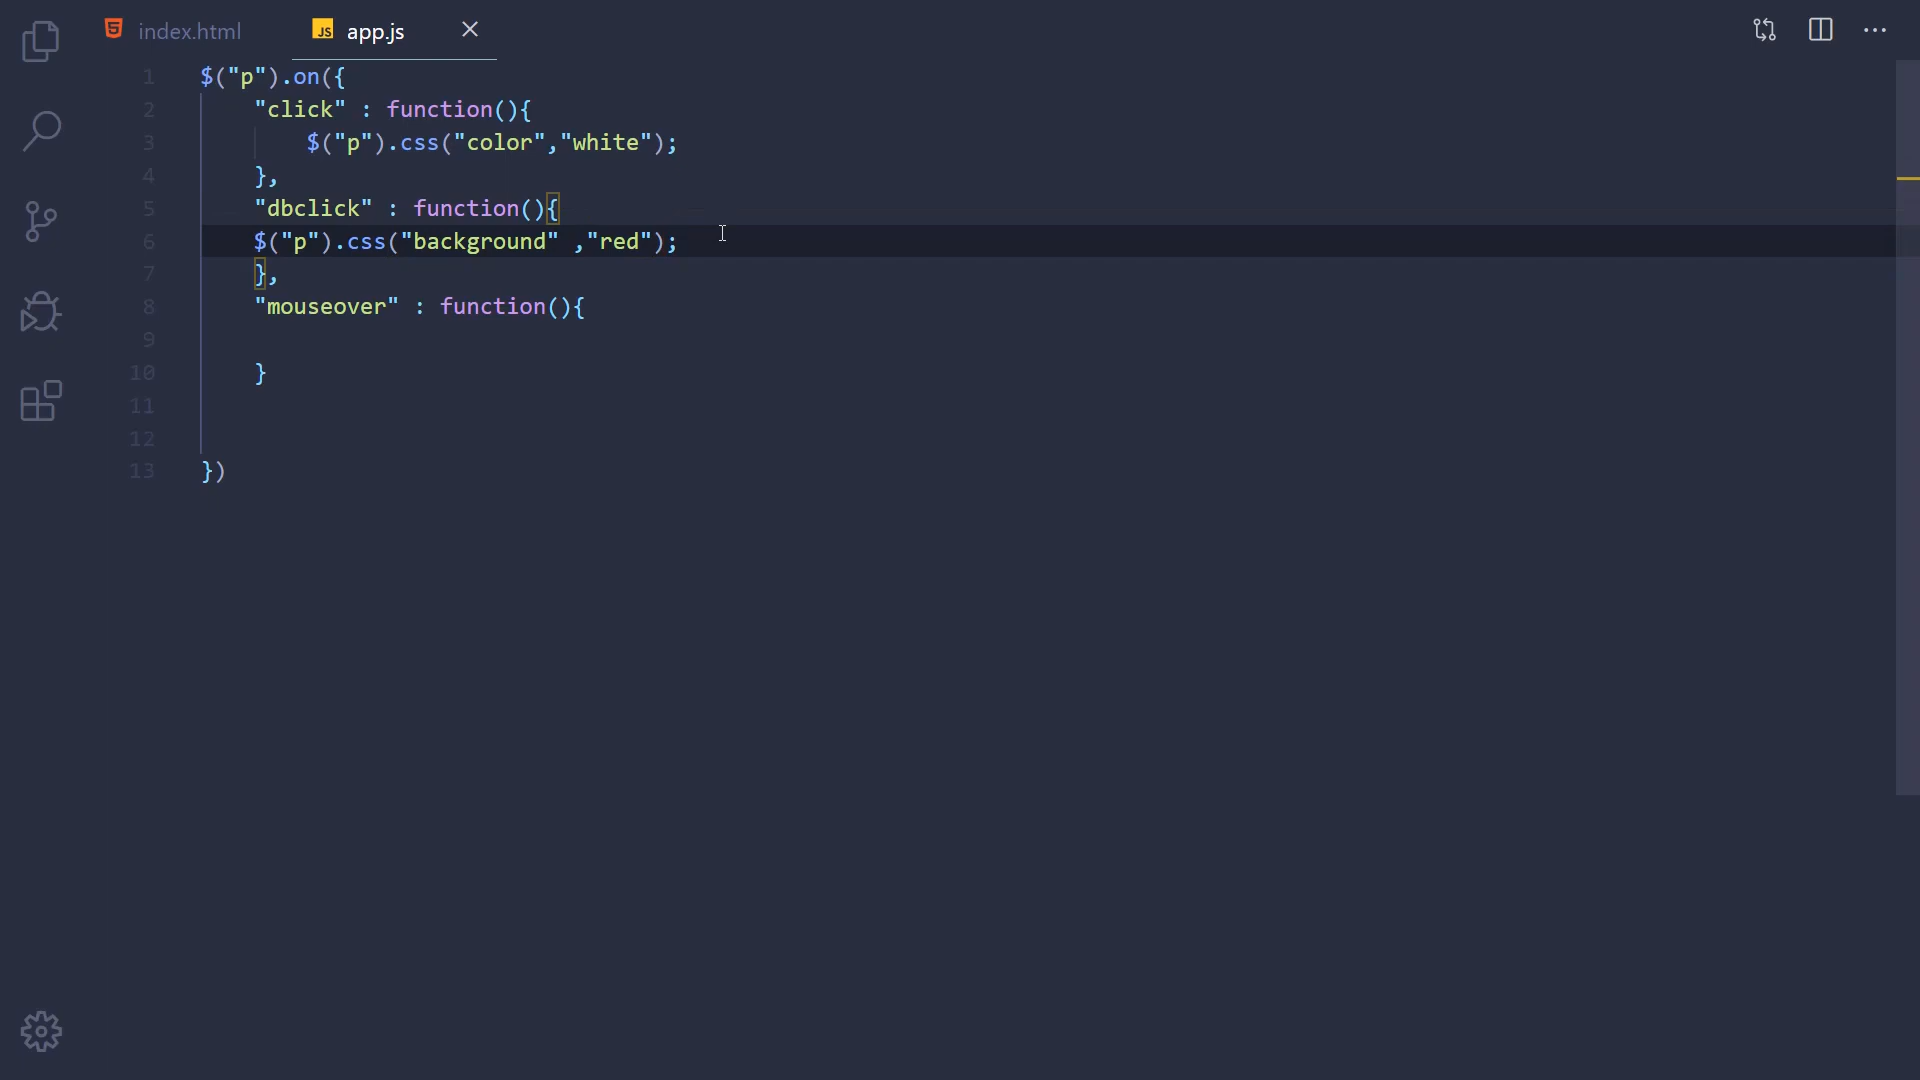 index.html
JS app.js
1 $("p").on({
2 "click" : function(){
3 $("p").css("color","white");
4 },
5 "dbclick" : function(){
6 $("p").css("background" ,"red");
7 },
8 "mouseover" : function(){
9
10 }
11
12
13 })